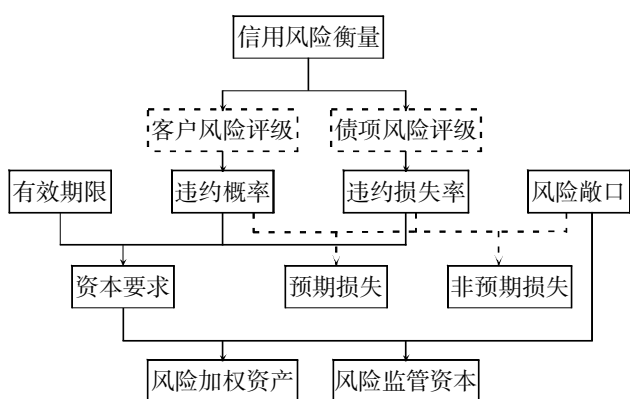 信用风险衡量
客户风险评级
债项风险评级
有效期限
违约概率
违约损失率
风险敞口
资本要求
预期损失
非预期损失
风险加权资产
风险监管资本